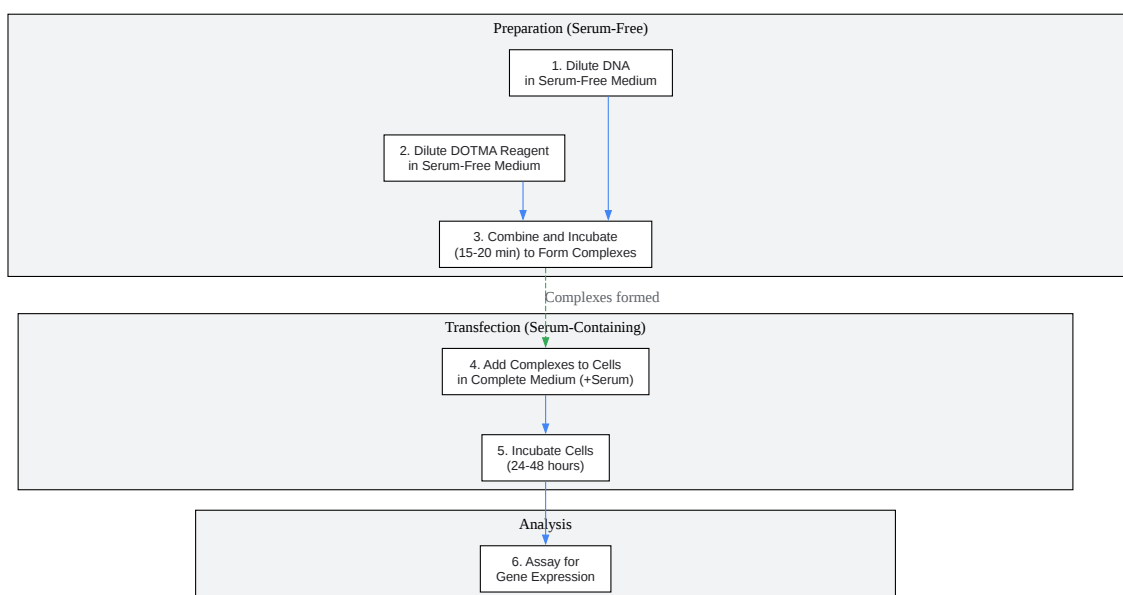 Preparation (Serum-Free)
1. Dilute DNA
in Serum-Free Medium
2. Dilute DOTMA Reagent
in Serum-Free Medium
3. Combine and Incubate
(15-20 min) to Form Complexes
Complexes formed
Transfection (Serum-Containing)
4. Add Complexes to Cells
in Complete Medium (+Serum)
5. Incubate Cells
(24-48 hours)
Analysis
6. Assay for
Gene Expression